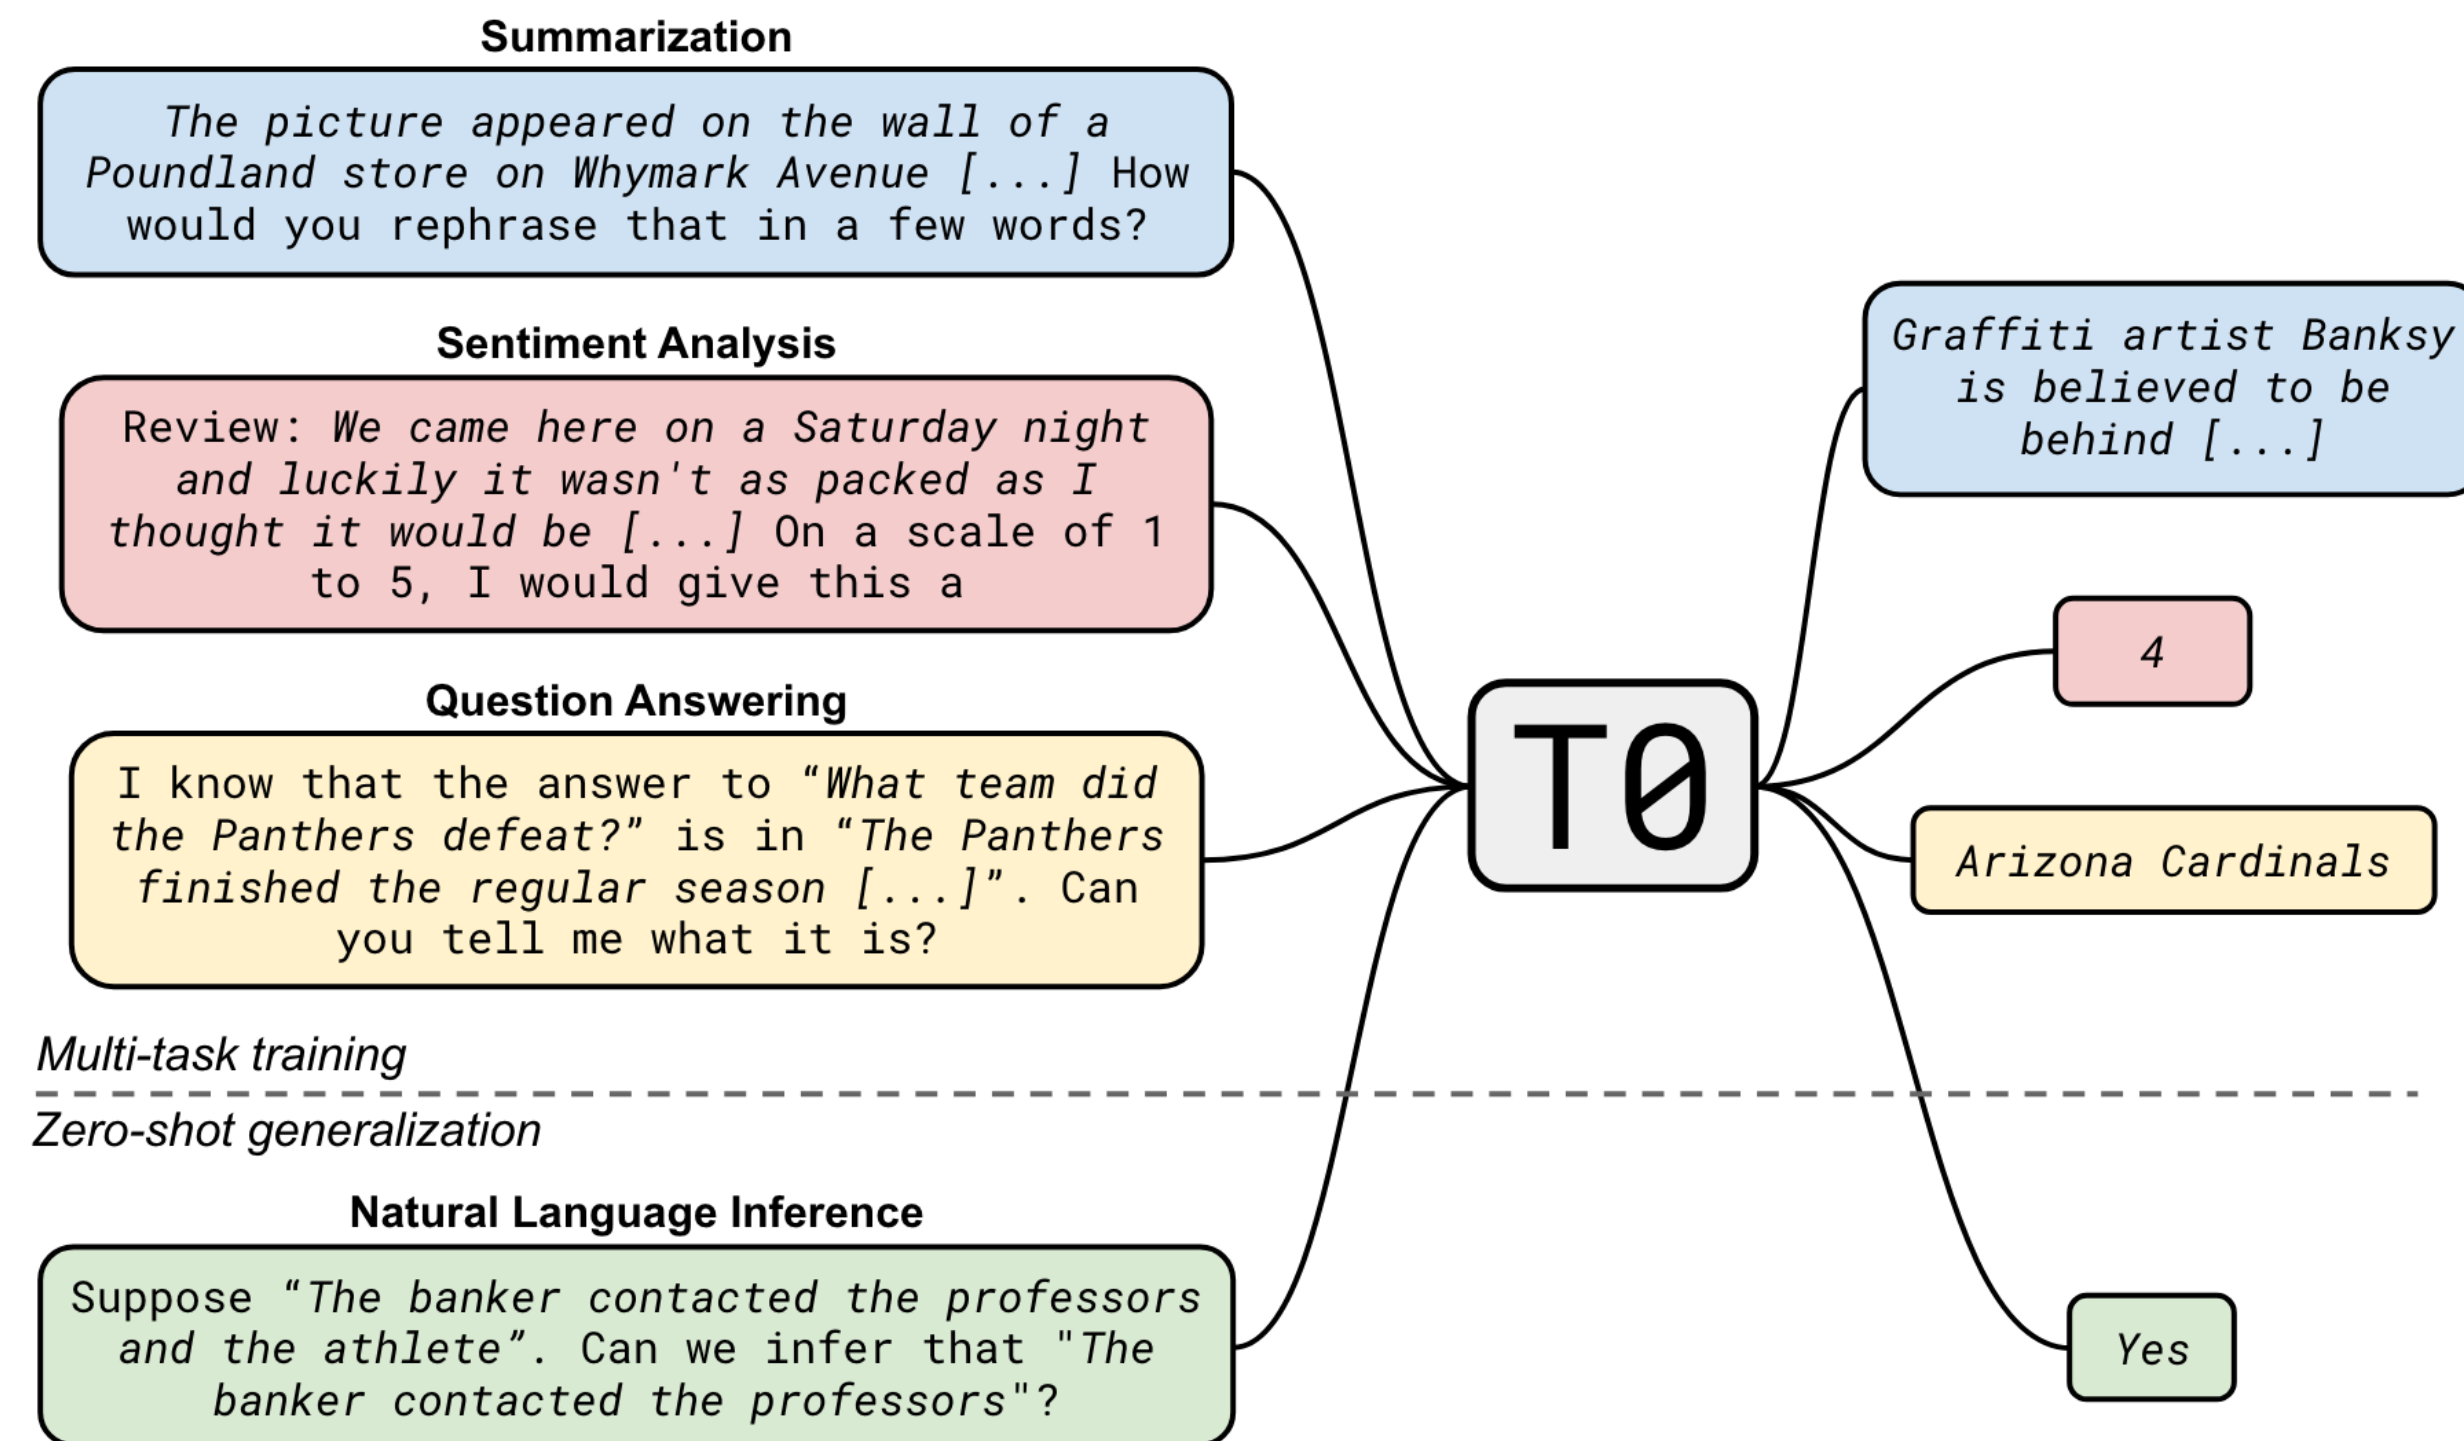 Summarization
The picture appeared on the wall of a
Poundland store on Whymark Avenue [...] How
would you rephrase that in a few words?
Sentiment Analysis
Review: We came here on a Saturday night
and luckily it wasn't as packed as I
thought it would be [...] On a scale of 1
to 5, I would give this a
Question Answering
I know that the answer to “What team did
the Panthers defeat?” is in “The Panthers
finished the regular season [...]”. Can
you tell me what it is?
Multi-task training
Zero-shot generalization
Natural Language Inference
Suppose “The banker contacted the professors
and the athlete”. Can we infer that "The
banker contacted the professors"?
T0
Graffiti artist Banksy
is believed to be
behind [...]
4
Arizona Cardinals
Yes